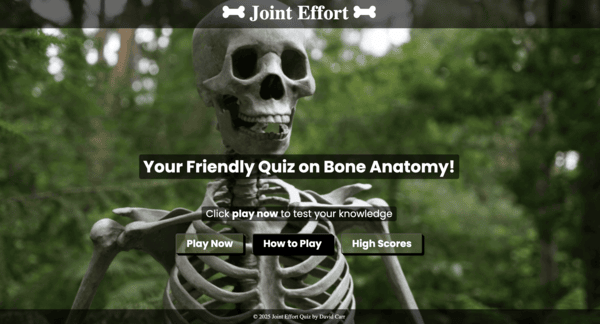 Joint Effort
Your Friendly Quiz on Bone Anatomy!
Click play now to test your knowledge
Play Now How to Play High Scores
© 2025 Joint Effort Quiz by David Carr